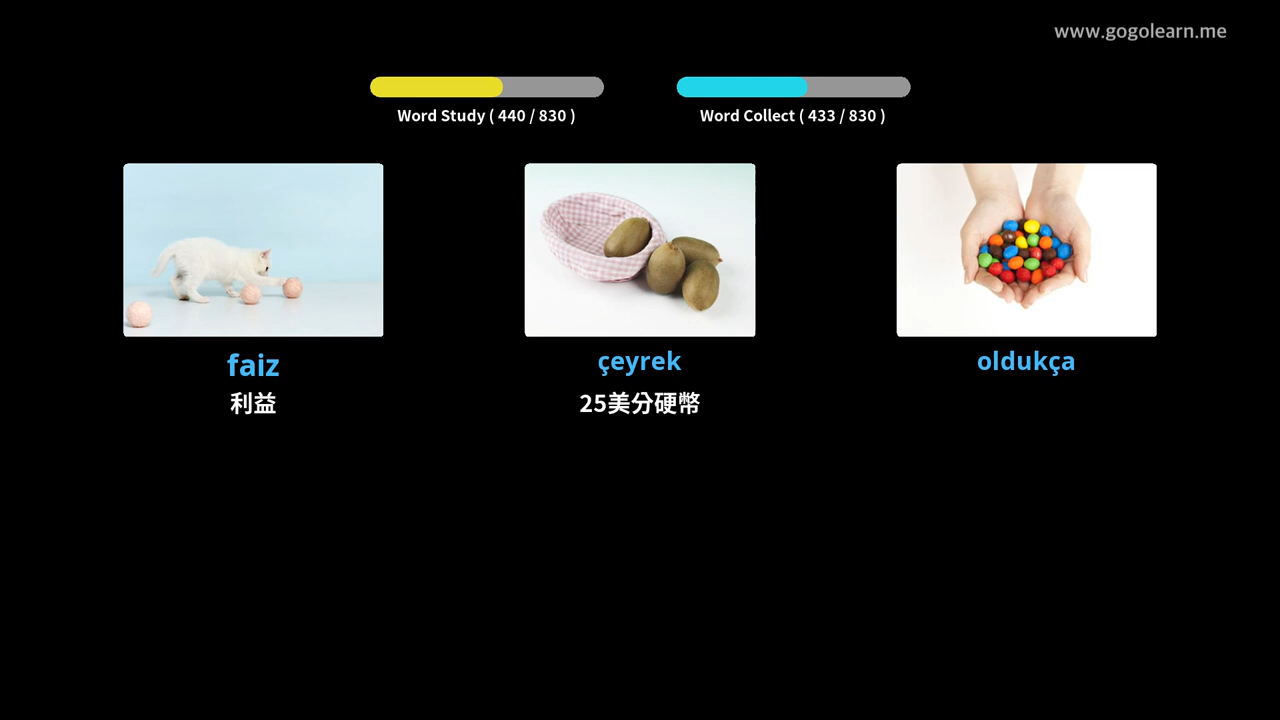 www.gogolearn.me
Word Study ( 440 / 830 )
Word Collect ( 433 / 830 )
faiz
利益
çeyrek
25美分硬幣
oldukça